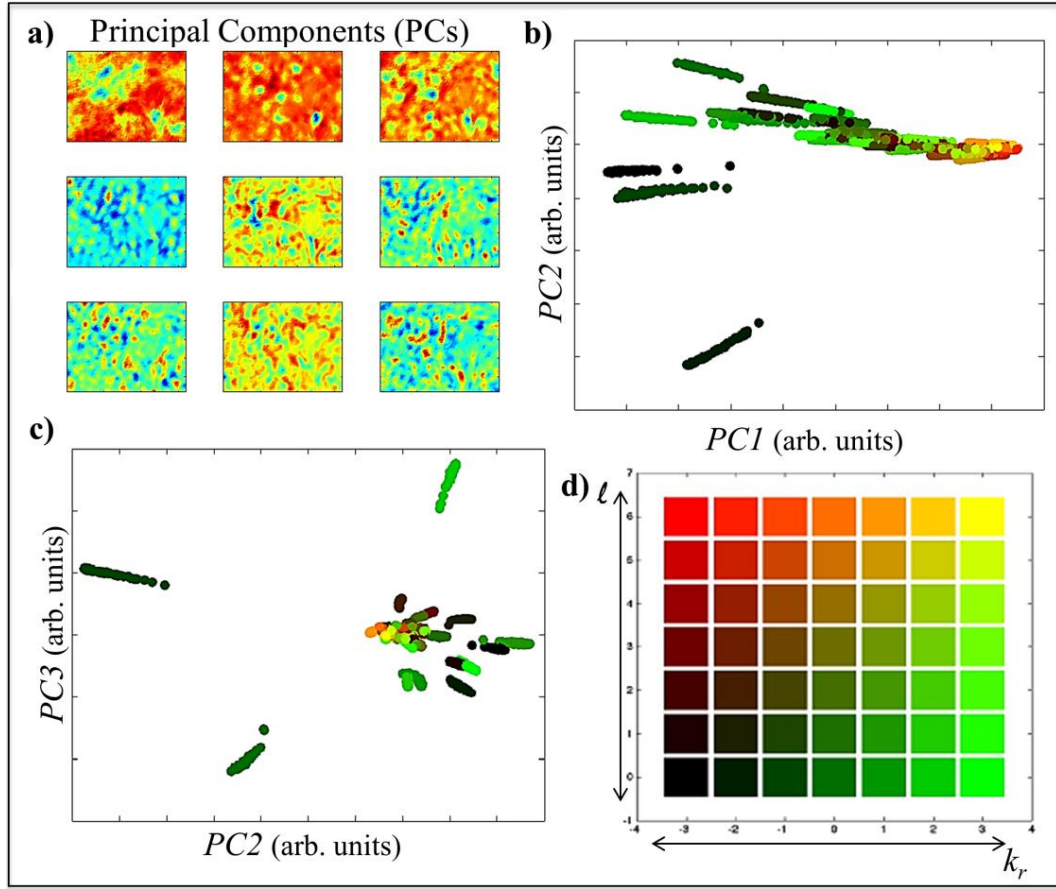 a)
Principal Components (PCs)
b)
PC2 (arb. units)
PC1 (arb. units)
c)
PC3 (arb. units)
PC2 (arb. units)
d)
ℓ
7
6
5
4
3
2
1
0
-1
-4
-3
-2
-1
0
1
2
3
4
k_r